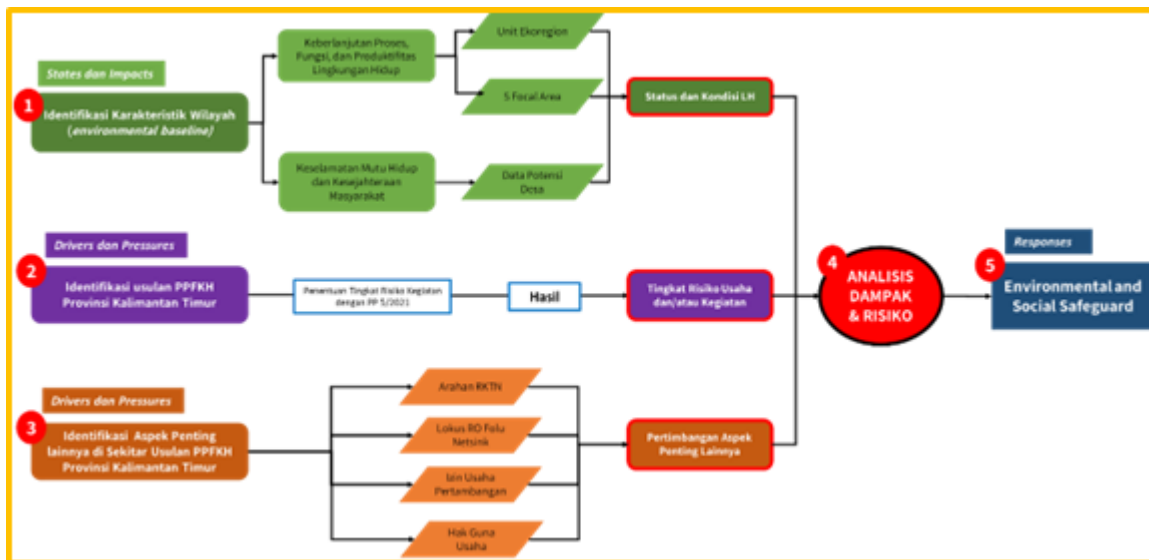 States dan Impacts
1
Identifikasi Karakteristik Wilayah
(environmental baseline)
Keberlanjutan Proses,
Fungsi, dan Produktifitas
Lingkungan Hidup
Unit Ekoregion
5 Focal Area
Keselamatan Mutu Hidup
dan Kesejahteraan
Masyarakat
Data Potensi
Desa
Status dan Kondisi LH
Drivers dan Pressures
2
Identifikasi usulan PPFKH
Provinsi Kalimantan Timur
Penentuan Tingkat Risiko Kegiatan
dengan PP 5/2021
Hasil
Tingkat Risiko Usaha
dan/atau Kegiatan
Drivers dan Pressures
3
Identifikasi Aspek Penting
lainnya di Sekitar Usulan PPFKH
Provinsi Kalimantan Timur
Arahan RKTN
Lokus RO Folu
Netsink
Izin Usaha
Pertambangan
Hak Guna
Usaha
Pertimbangan Aspek
Penting Lainnya
4
ANALISIS
DAMPAK
& RISIKO
Responses
5
Environmental and
Social Safeguard